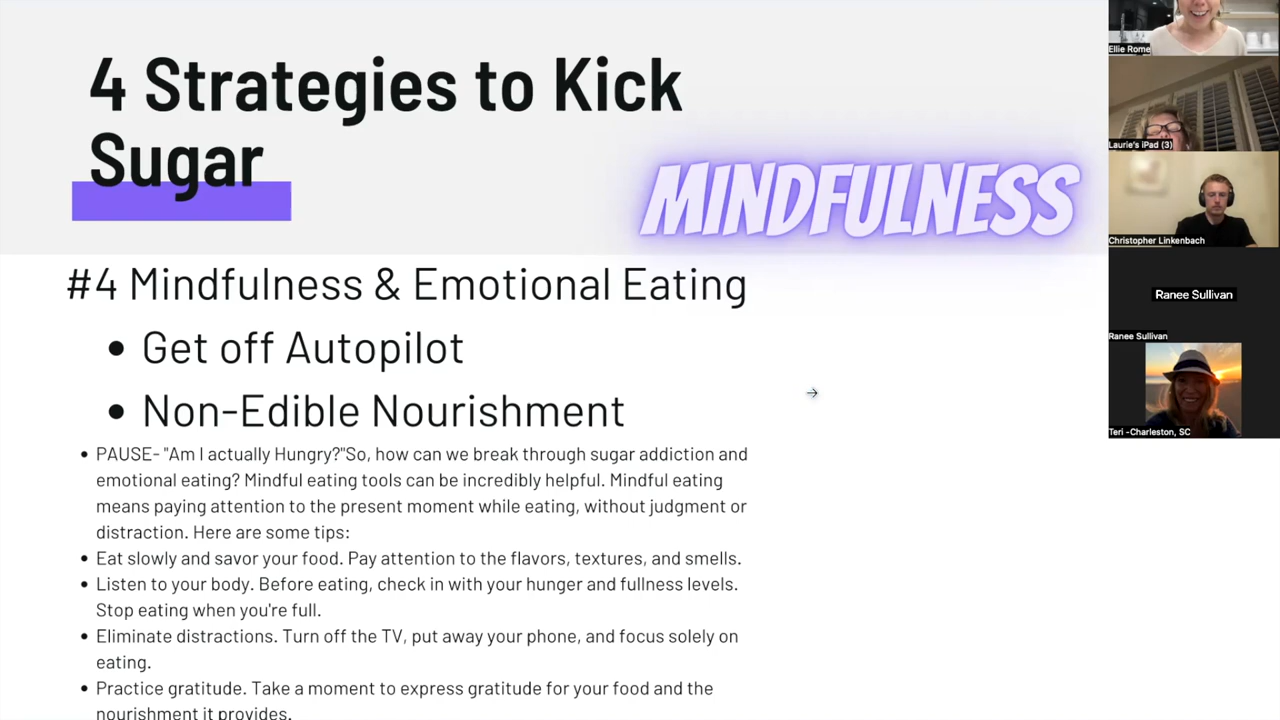 4 Strategies to Kick
Sugar
MINDFULNESS
#4 Mindfulness & Emotional Eating
• Get off Autopilot
• Non-Edible Nourishment
• PAUSE- "Am I actually Hungry?"So, how can we break through sugar addiction and
emotional eating? Mindful eating tools can be incredibly helpful. Mindful eating
means paying attention to the present moment while eating, without judgment or
distraction. Here are some tips:
• Eat slowly and savor your food. Pay attention to the flavors, textures, and smells.
• Listen to your body. Before eating, check in with your hunger and fullness levels.
Stop eating when you're full.
• Eliminate distractions. Turn off the TV, put away your phone, and focus solely on
eating.
• Practice gratitude. Take a moment to express gratitude for your food and the
nourishment it provides.
Ellie Rome
Laurie's iPad (3)
Christopher Linkenbach
Ranee Sullivan
Ranee Sullivan
Teri -Charleston, SC